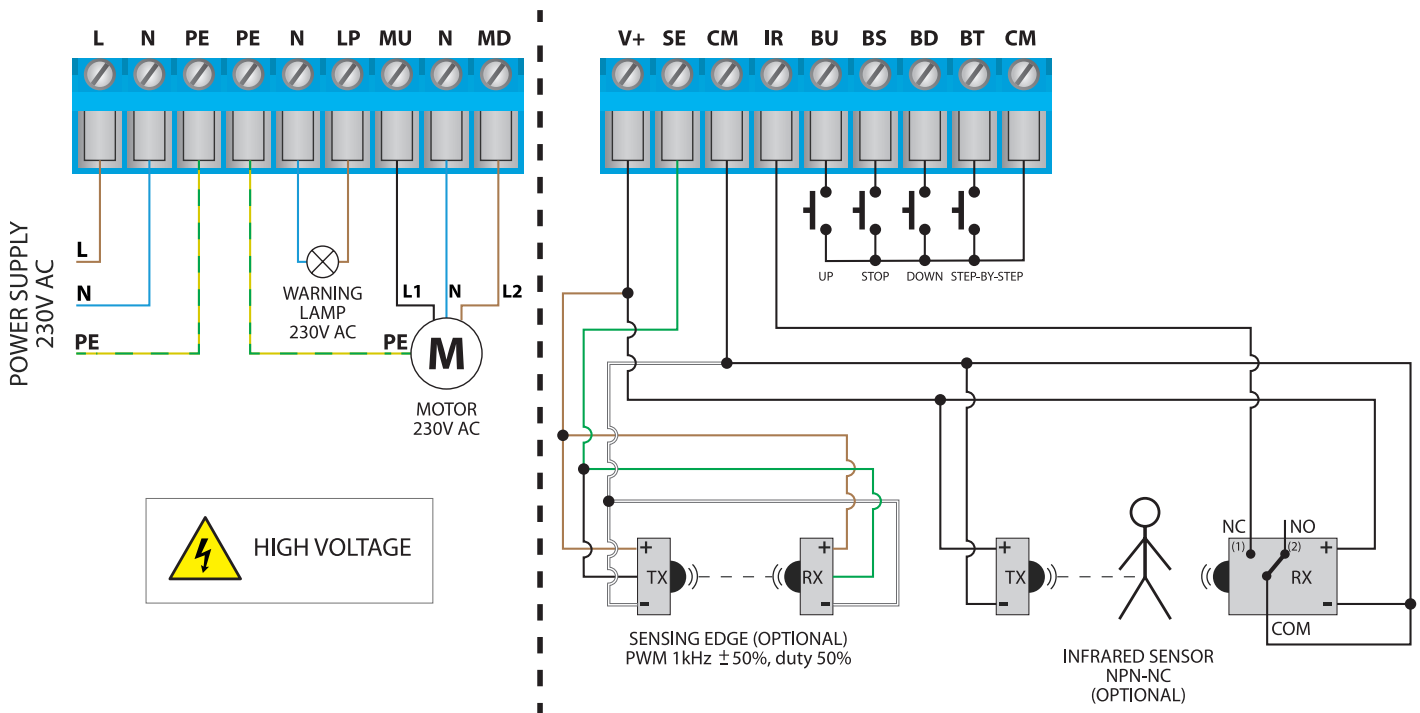 L N PE PE N LP MU N MD
V+ SE CM IR BU BS BD BT CM
POWER SUPPLY
230V AC
L
N
PE
WARNING
LAMP
230V AC
L1 N L2
PE
M
MOTOR
230V AC
HIGH VOLTAGE
UP STOP DOWN STEP-BY-STEP
+
TX
-
+
RX
-
SENSING EDGE (OPTIONAL)
PWM 1kHz ±50%, duty 50%
+
TX
-
NC NO
(1) (2)
+
RX
-
COM
INFRARED SENSOR
NPN-NC
(OPTIONAL)